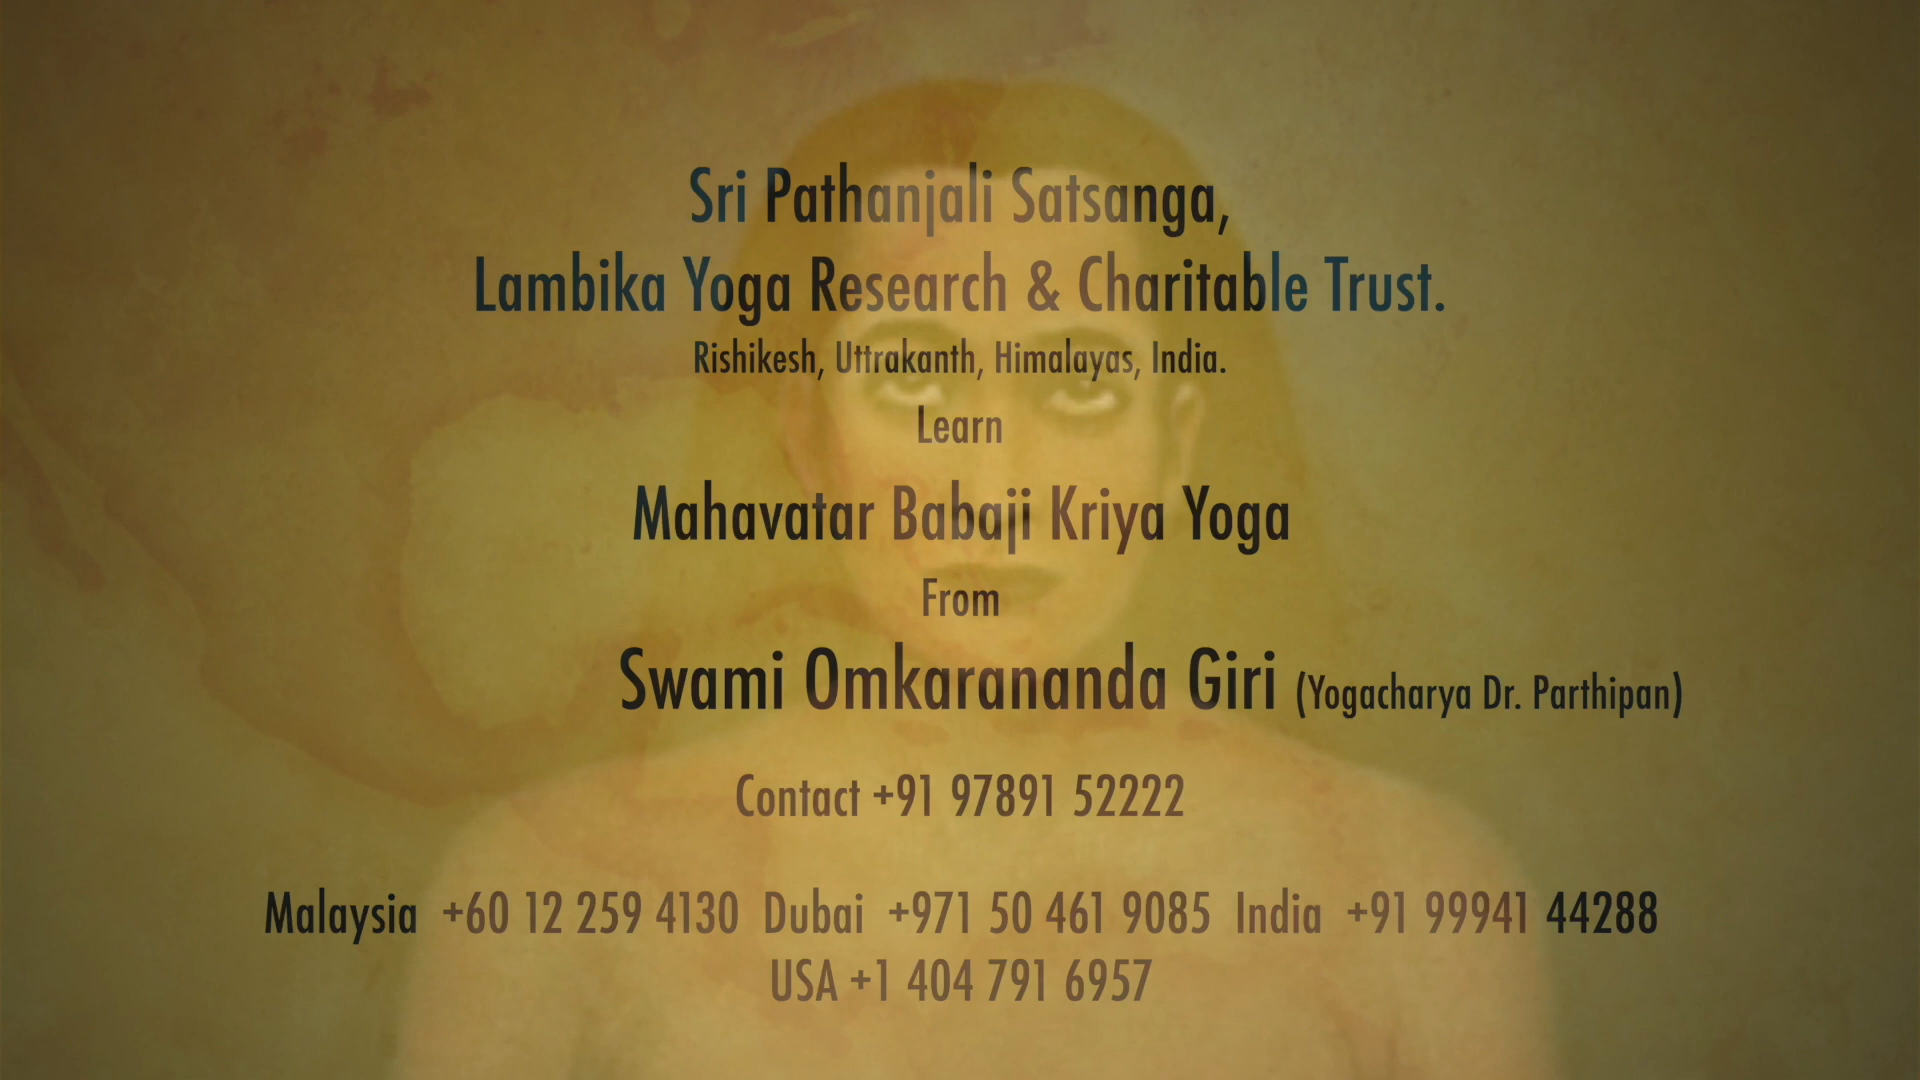 Sri Pathanjali Satsanga,
Lambika Yoga Research & Charitable Trust.
Rishikesh, Uttrakanth, Himalayas, India.
Learn
Mahavatar Babaji Kriya Yoga
From
Swami Omkarananda Giri (Yogacharya Dr. Parthipan)
Contact +91 97891 52222
Malaysia +60 12 259 4130 Dubai +971 50 461 9085 India +91 99941 44288
USA +1 404 791 6957